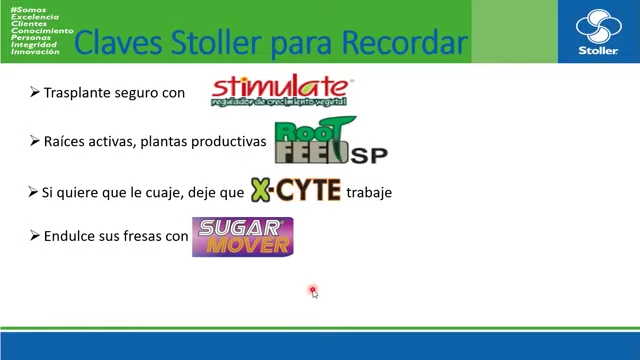 #Somos
Excelencia
Clientes
Conocimiento
Personas
Integridad
Innovación
Claves Stoller para Recordar
Stoller
➢ Trasplante seguro con stimulate®
regulador de crecimiento vegetal
➢ Raíces activas, plantas productivas ROOT FEED SP
➢ Si quiere que le cuaje, deje que X-CYTE trabaje
➢ Endulce sus fresas con SUGAR MOVER